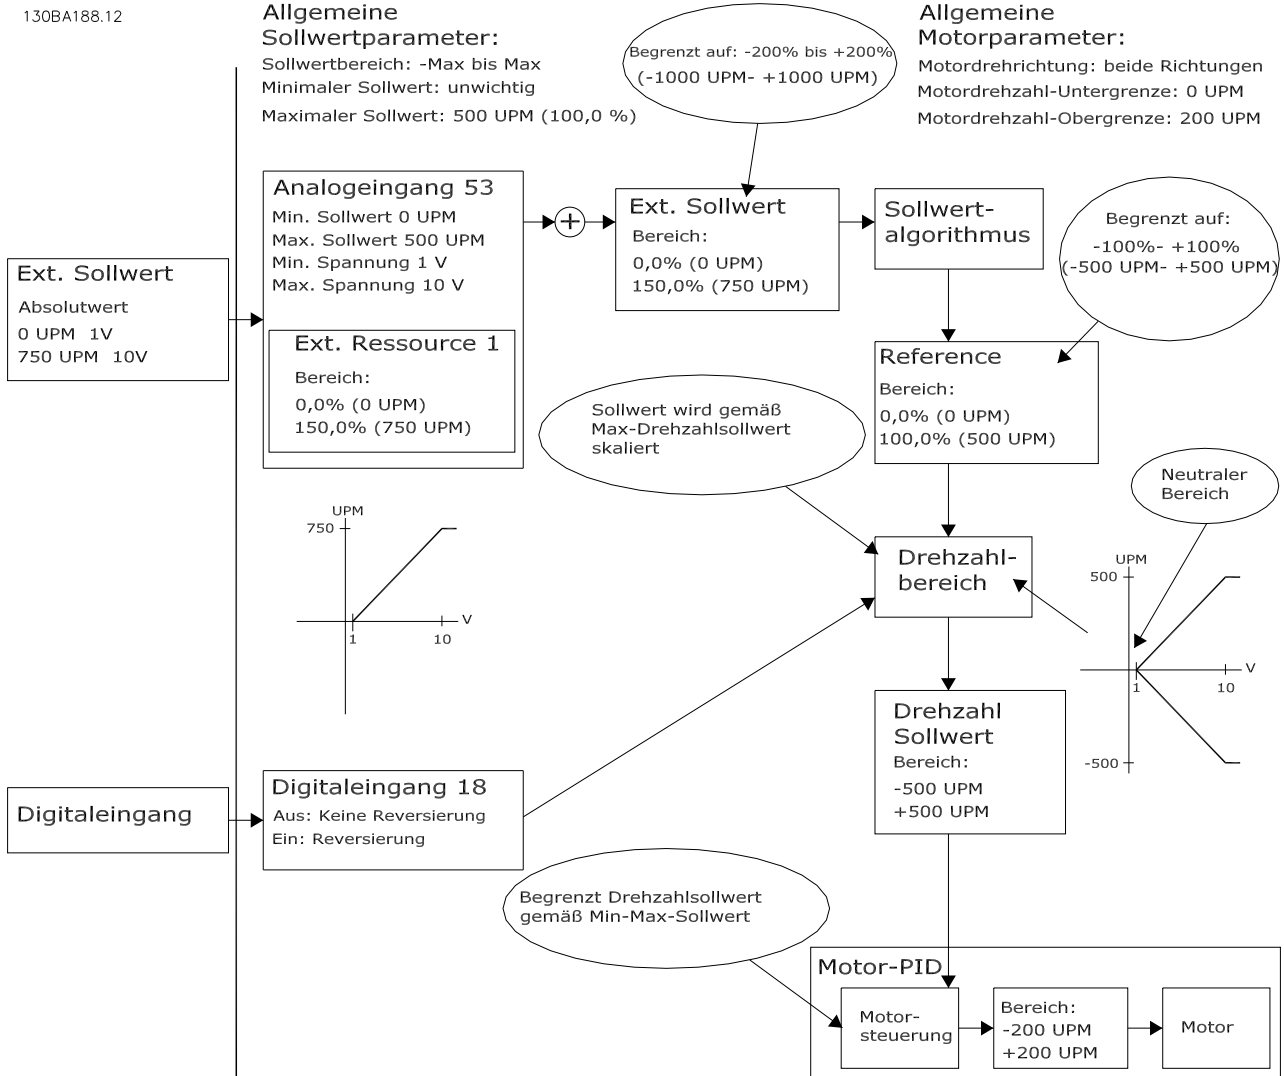 130BA188.12
Allgemeine
Sollwertparameter:
Sollwertbereich: -Max bis Max
Minimaler Sollwert: unwichtig
Maximaler Sollwert: 500 UPM (100,0 %)
Begrenzt auf: -200% bis +200%
(-1000 UPM- +1000 UPM)
Allgemeine
Motorparameter:
Motordrehrichtung: beide Richtungen
Motordrehzahl-Untergrenze: 0 UPM
Motordrehzahl-Obergrenze: 200 UPM
Ext. Sollwert
Absolutwert
0 UPM 1V
750 UPM 10V
Analogeingang 53
Min. Sollwert 0 UPM
Max. Sollwert 500 UPM
Min. Spannung 1 V
Max. Spannung 10 V
Ext. Ressource 1
Bereich:
0,0% (0 UPM)
150,0% (750 UPM)
+
Ext. Sollwert
Bereich:
0,0% (0 UPM)
150,0% (750 UPM)
Sollwert-
algorithmus
Begrenzt auf:
-100%- +100%
(-500 UPM- +500 UPM)
Reference
Bereich:
0,0% (0 UPM)
100,0% (500 UPM)
Sollwert wird gemäß
Max-Drehzahlsollwert
skaliert
Neutraler
Bereich
UPM
750
V
1
10
Drehzahl-
bereich
UPM
500
V
1
10
-500
Drehzahl
Sollwert
Bereich:
-500 UPM
+500 UPM
Digitaleingang
Digitaleingang 18
Aus: Keine Reversierung
Ein: Reversierung
Begrenzt Drehzahlsollwert
gemäß Min-Max-Sollwert
Motor-PID
Motor-
steuerung
Bereich:
-200 UPM
+200 UPM
Motor